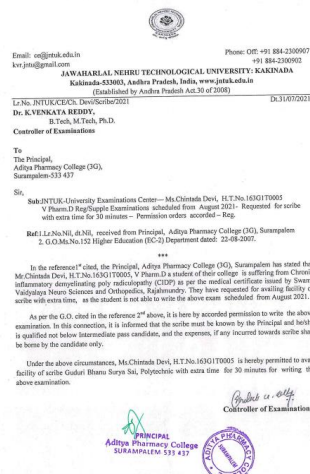 Email: ce@jntuk.edu.in
kvr.jntu@gmail.com
Phone: Off: +91 884-2300907
+91 884-2300902
JAWAHARLAL NEHRU TECHNOLOGICAL UNIVERSITY: KAKINADA
Kakinada-533003, Andhra Pradesh, India, www.jntuk.edu.in
(Established by Andhra Pradesh Act.30 of 2008)
Lr.No. JNTUK/CE/Ch. Devi/Scribe/2021
Dt.31/07/2021
Dr. K.VENKATA REDDY,
B.Tech, M.Tech, Ph.D.
Controller of Examinations
To
The Principal,
Aditya Pharmacy College (3G),
Surampalem-533 437
Sir,
Sub:JNTUK-University Examinations Center— Ms.Chintada Devi, H.T.No.163G1T0005
V Pharm.D Reg/Supple Examinations scheduled from August 2021- Requested for scribe
with extra time for 30 minutes – Permission orders accorded – Reg.
Ref:1.Lr.No.Nil, dt.Nil, received from Principal, Aditya Pharmacy College (3G), Surampalem
2. G.O.Ms.No.152 Higher Education (EC-2) Department dated: 22-08-2007.
***
In the reference1st cited, the Principal, Aditya Pharmacy College (3G), Surampalem has stated tha
Mr.Chintada Devi, H.T.No.163G1T0005, V Pharm.D a student of their college is suffering from Chroni
inflammatory demyelinating poly radiculopathy (CIDP) as per the medical certificate issued by Swam
Vaidyalaya Neuro Sciences and Orthopedics, Rajahmundry. They have requested for availing facility o
scribe with extra time, as the student is not able to write the above exam scheduled from August 2021.
As per the G.O. cited in the reference 2nd above, it is here by accorded permission to write the above
examination. In this connection, it is informed that the scribe must be known by the Principal and he/sh
is qualified not below Intermediate pass candidate, and the expenses, if any incurred towards scribe sha
be borne by the candidate only.
Under the above circumstances, Ms.Chintada Devi, H.T.No.163G1T0005 is hereby permitted to ava
facility of scribe Guduri Bhanu Surya Sai, Polytechnic with extra time for 30 minutes for writing th
above examination.
Controller of Examination
PRINCIPAL
Aditya Pharmacy College
SURAMPALEM 533 437
ADITYA PHARMACY